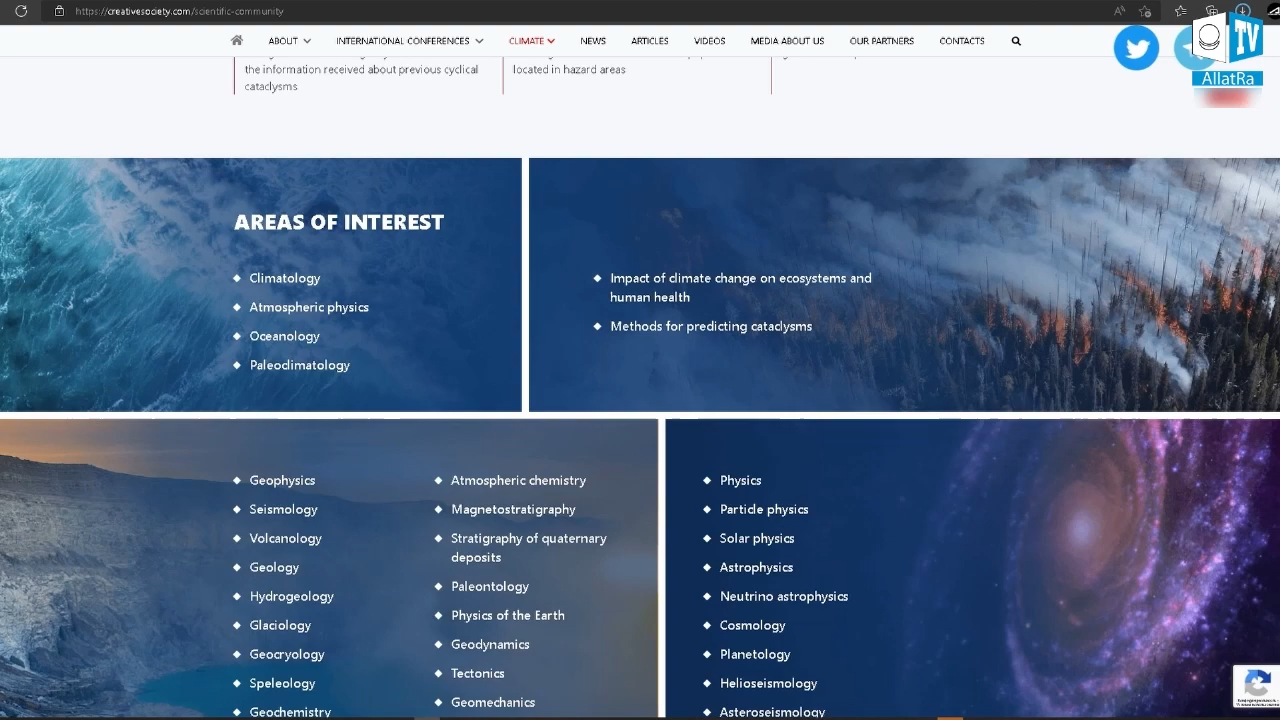 https://creativesociety.com/scientific-community
ABOUT INTERNATIONAL CONFERENCES CLIMATE NEWS ARTICLES VIDEOS MEDIA ABOUT US OUR PARTNERS CONTACTS
TV
AllatRa
the information received about previous cyclical
cataclysms
located in hazard areas
AREAS OF INTEREST
Climatology
Atmospheric physics
Oceanology
Paleoclimatology
Impact of climate change on ecosystems and
human health
Methods for predicting cataclysms
Geophysics
Seismology
Volcanology
Geology
Hydrogeology
Glaciology
Geocryology
Speleology
Geochemistry
Atmospheric chemistry
Magnetostratigraphy
Stratigraphy of quaternary
deposits
Paleontology
Physics of the Earth
Geodynamics
Tectonics
Geomechanics
Physics
Particle physics
Solar physics
Astrophysics
Neutrino astrophysics
Cosmology
Planetology
Helioseismology
Asteroseismology